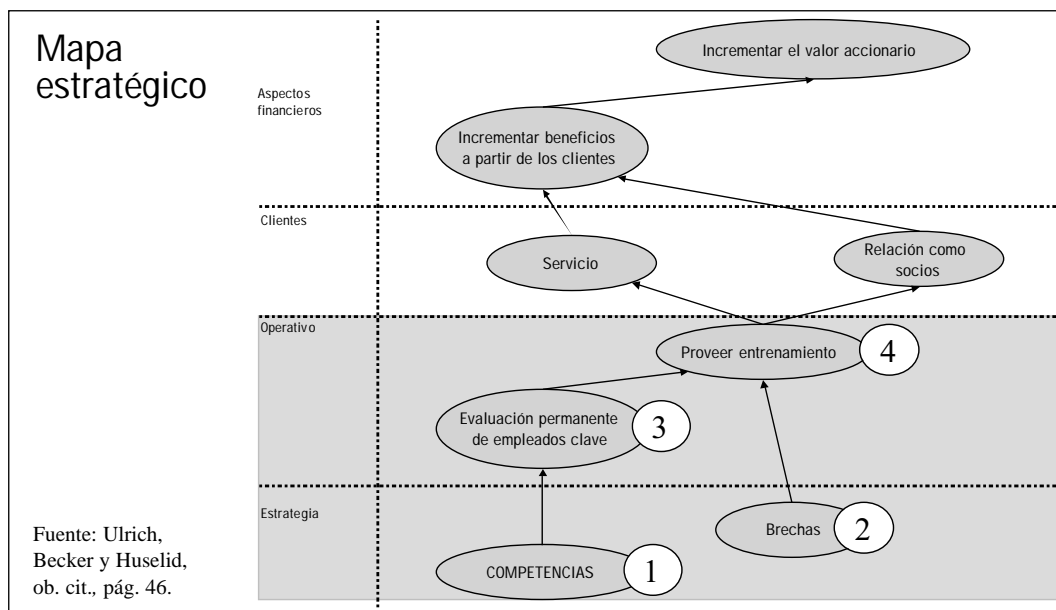 Mapa
estratégico
Aspectos
financieros
Incrementar el valor accionario
Incrementar beneficios
a partir de los clientes
Clientes
Servicio
Relación como
socios
Operativo
Proveer entrenamiento
4
Evaluación permanente
de empleados clave
3
Estrategia
Brechas
2
COMPETENCIAS
1
Fuente: Ulrich,
Becker y Huselid,
ob. cit., pág. 46.